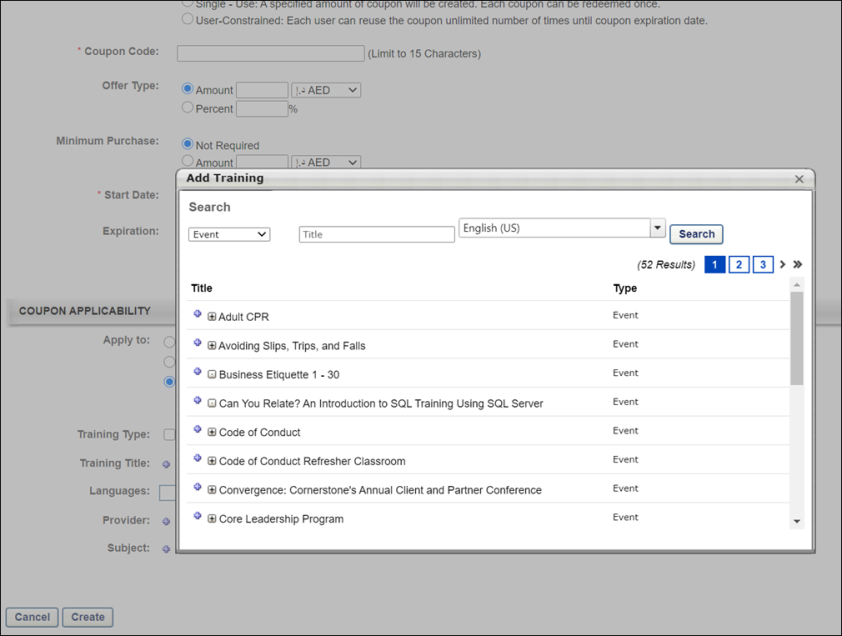 Single - Use: A specified amount of coupon will be created. Each coupon can be redeemed once.
User-Constrained: Each user can reuse the coupon unlimited number of times until coupon expiration date.
* Coupon Code: (Limit to 15 Characters)
Offer Type: Amount د.إ AED
Percent %
Minimum Purchase: Not Required
Amount د.إ AED
* Start Date:
Expiration:
COUPON APPLICABILITY
Apply to:
Training Type:
Training Title:
Languages:
Provider:
Subject:
Cancel Create
Add Training
Search
Event Title English (US) Search
(52 Results) 1 2 3 > »
Title Type
Adult CPR Event
Avoiding Slips, Trips, and Falls Event
Business Etiquette 1 - 30 Event
Can You Relate? An Introduction to SQL Training Using SQL Server Event
Code of Conduct Event
Code of Conduct Refresher Classroom Event
Convergence: Cornerstone's Annual Client and Partner Conference Event
Core Leadership Program Event